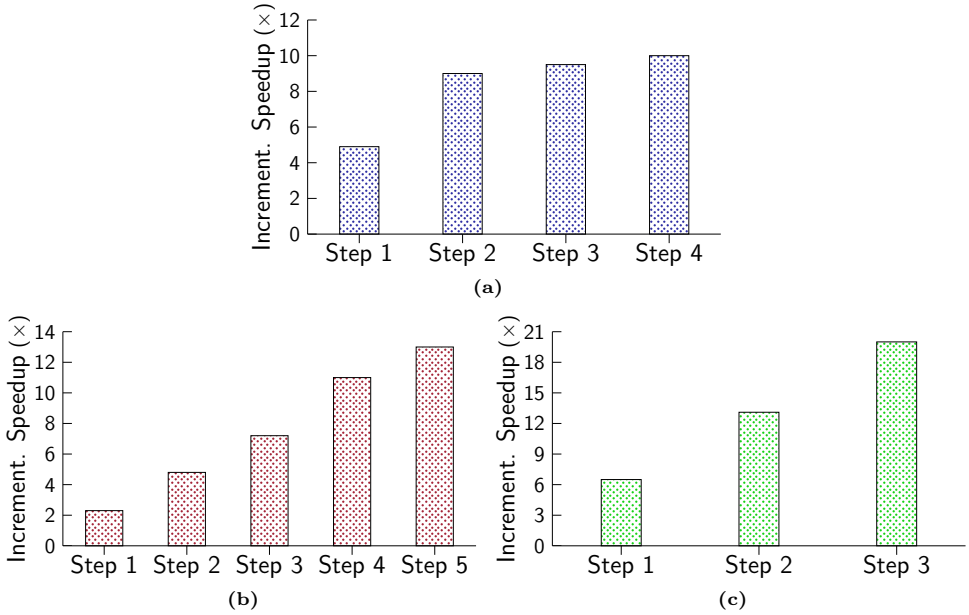 Increment. Speedup (×)
12
10
8
6
4
2
0
Step 1 Step 2 Step 3 Step 4
(a)
Increment. Speedup (×)
14
12
10
8
6
4
2
0
Step 1 Step 2 Step 3 Step 4 Step 5
(b)
Increment. Speedup (×)
21
18
15
12
9
6
3
0
Step 1 Step 2 Step 3
(c)